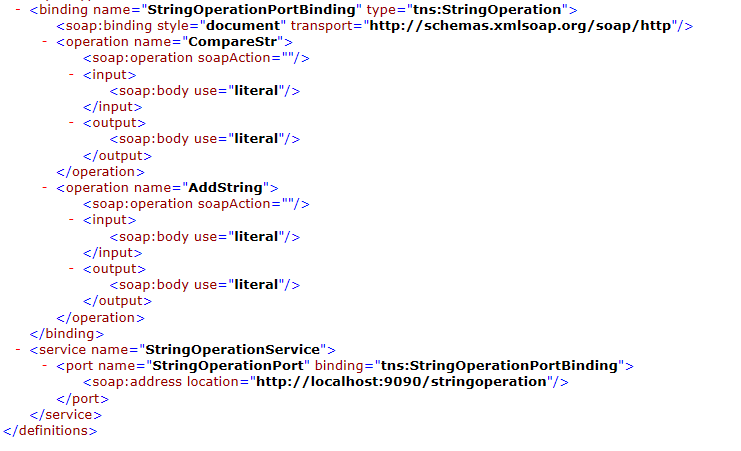 - <binding name="StringOperationPortBinding" type="tns:StringOperation">
<soap:binding style="document" transport="http://schemas.xmlsoap.org/soap/http"/>
- <operation name="CompareStr">
<soap:operation soapAction=""/>
- <input>
<soap:body use="literal"/>
</input>
- <output>
<soap:body use="literal"/>
</output>
</operation>
- <operation name="AddString">
<soap:operation soapAction=""/>
- <input>
<soap:body use="literal"/>
</input>
- <output>
<soap:body use="literal"/>
</output>
</operation>
</binding>
- <service name="StringOperationService">
- <port name="StringOperationPort" binding="tns:StringOperationPortBinding">
<soap:address location="http://localhost:9090/stringoperation"/>
</port>
</service>
</definitions>